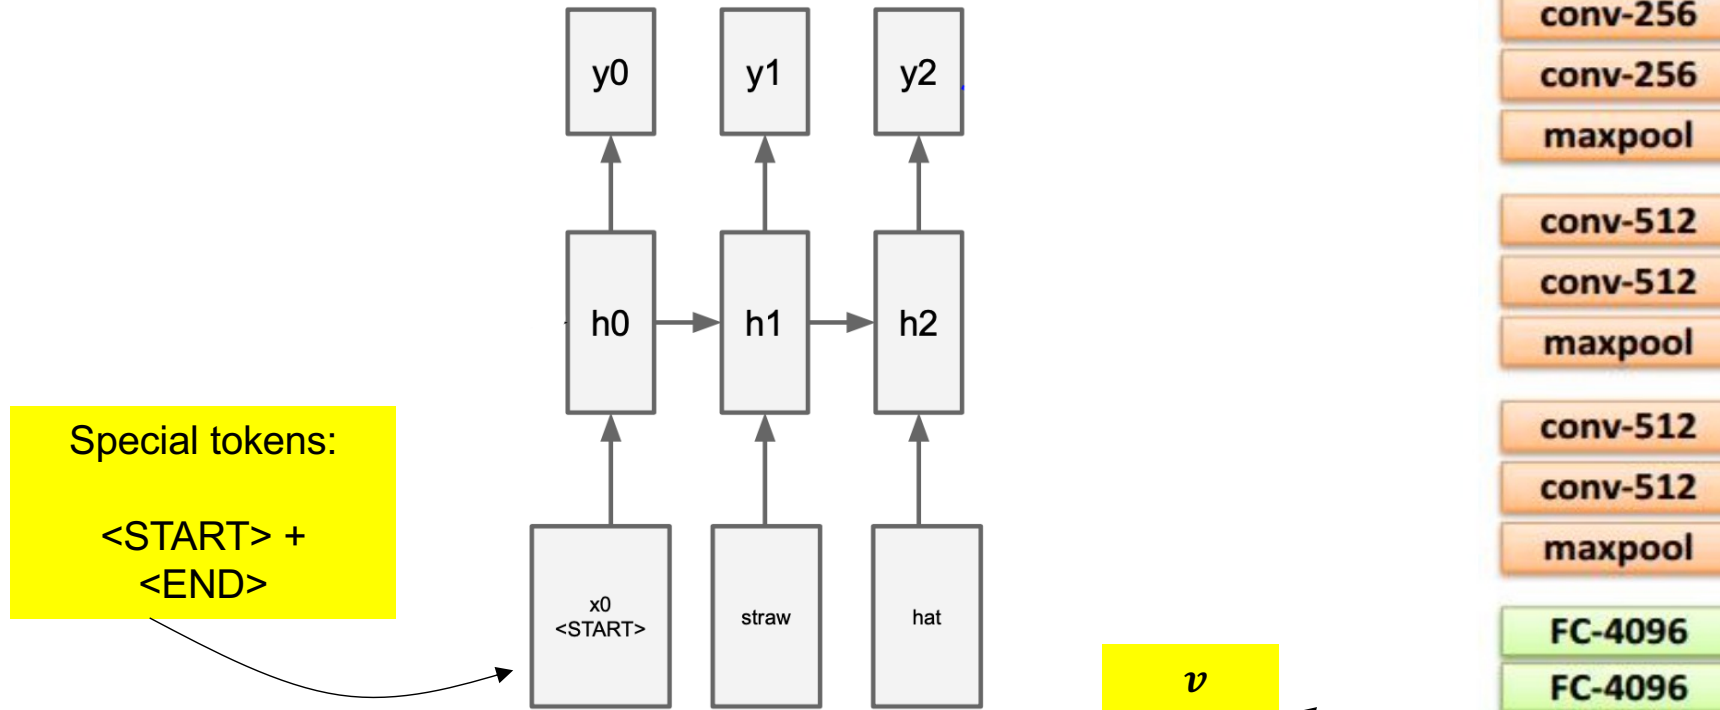 y0
y1
y2
h0
h1
h2
Special tokens:
<START> +
<END>
x0
<START>
straw
hat
v
conv-256
conv-256
maxpool
conv-512
conv-512
maxpool
conv-512
conv-512
maxpool
FC-4096
FC-4096